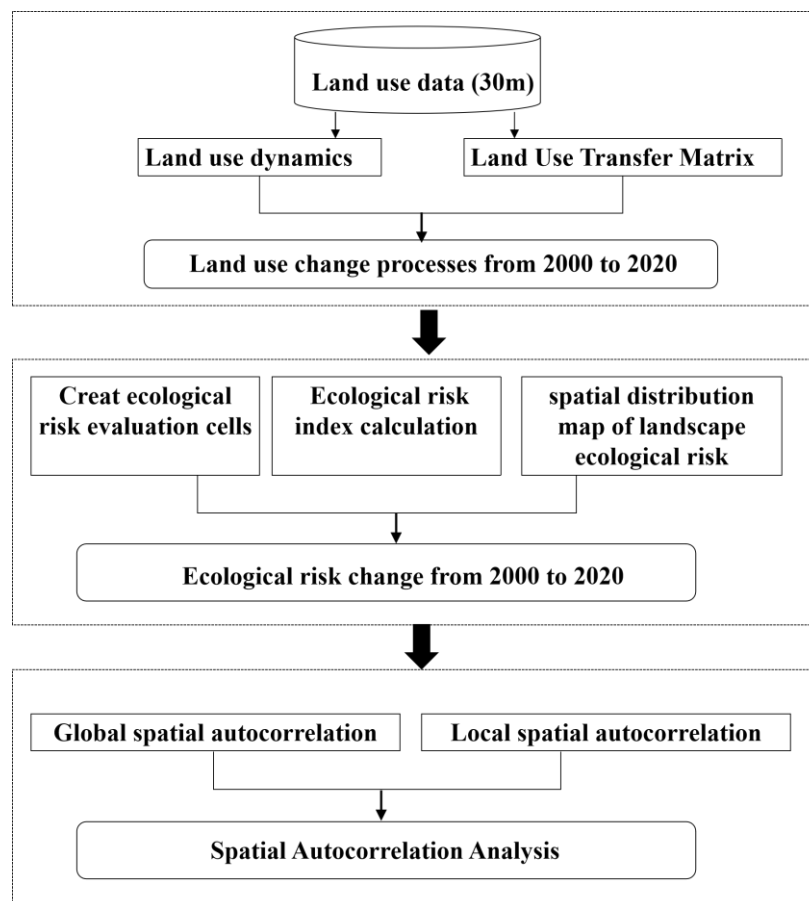 Land use data (30m)
Land use dynamics
Land Use Transfer Matrix
Land use change processes from 2000 to 2020
Creat ecological
risk evaluation cells
Ecological risk
index calculation
spatial distribution
map of landscape
ecological risk
Ecological risk change from 2000 to 2020
Global spatial autocorrelation
Local spatial autocorrelation
Spatial Autocorrelation Analysis